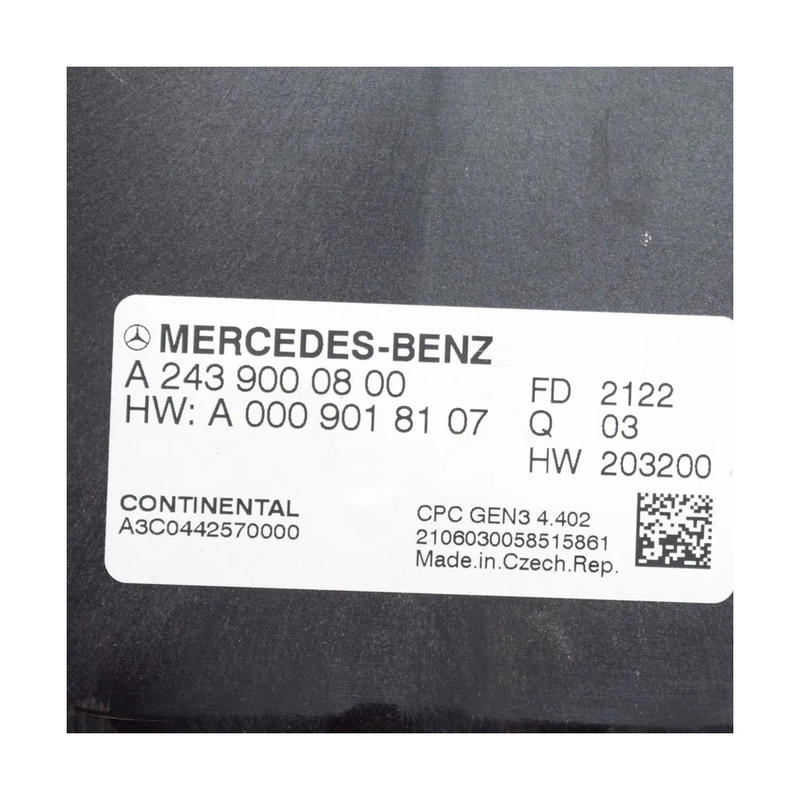 MERCEDES-BENZ
A 243 900 08 00
HW: A 000 901 81 07
FD 2122
Q 03
HW 203200
CONTINENTAL
A3C0442570000
CPC GEN3 4.402
2106030058515861
Made.in.Czech.Rep.